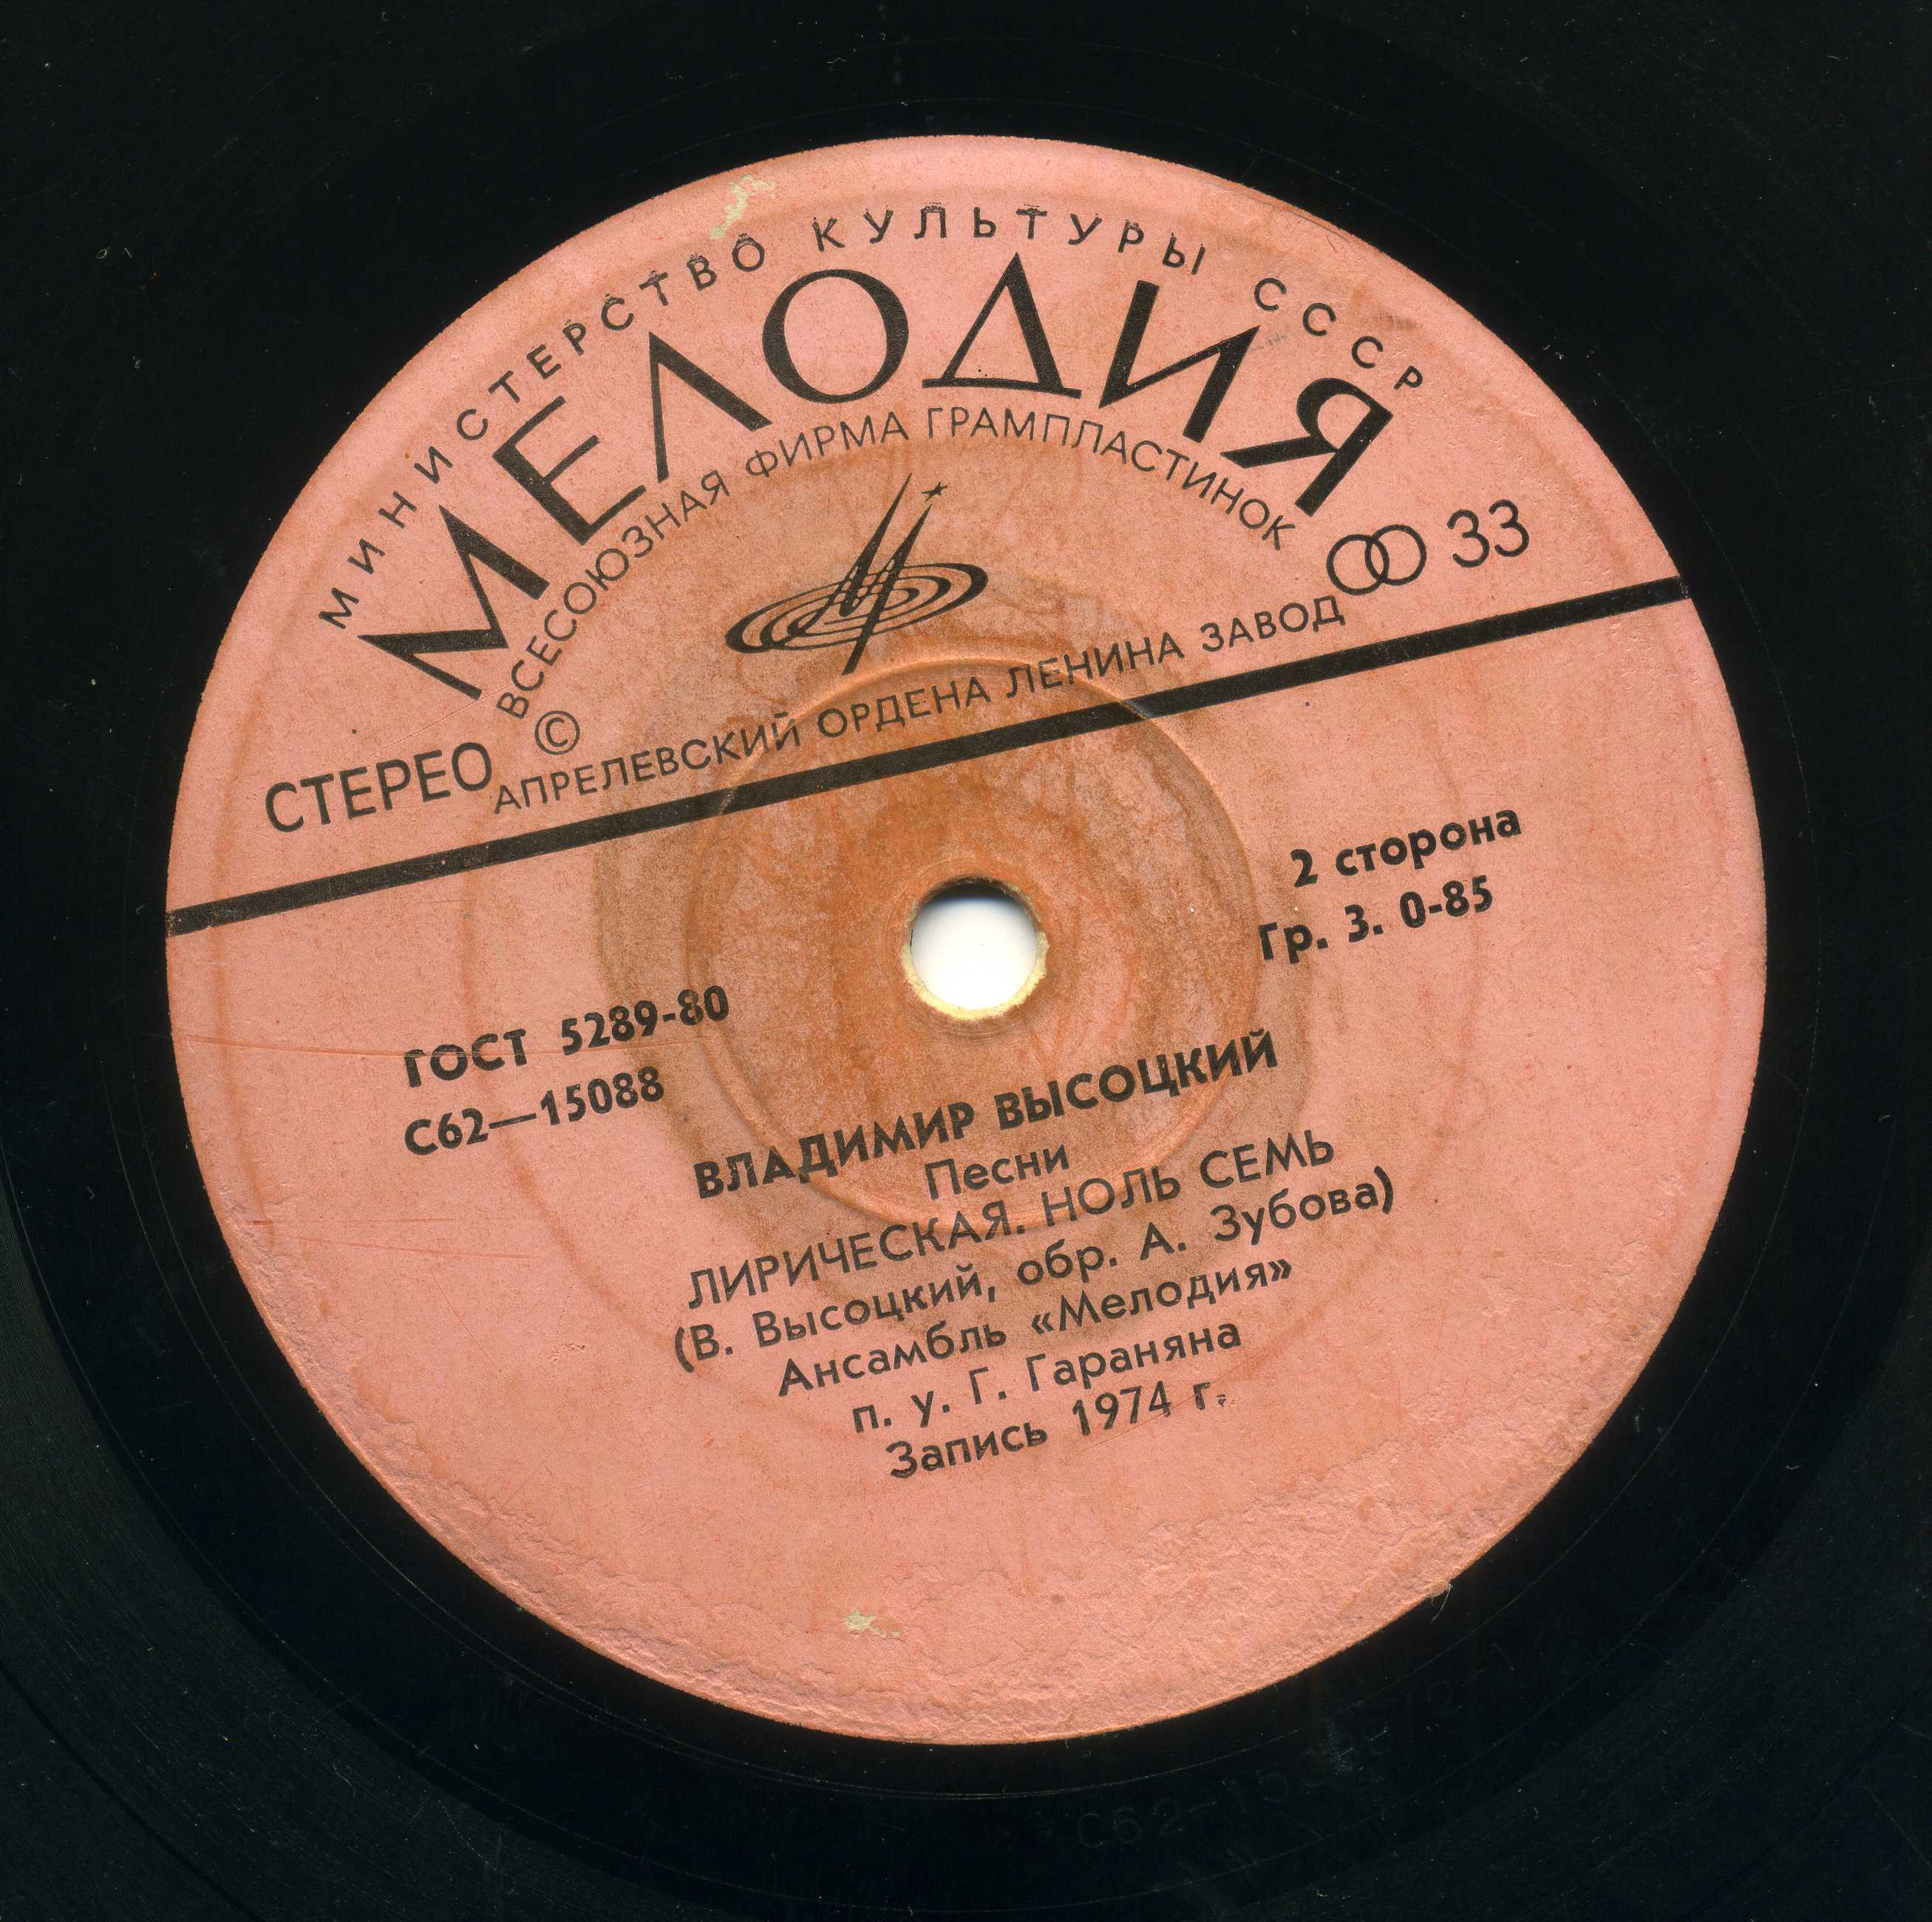 МИНИСТЕРСТВО КУЛЬТУРЫ СССР
МЕЛОДИЯ
ВСЕСОЮЗНАЯ ФИРМА ГРАМПЛАСТИНОК
33
СТЕРЕО ©
АПРЕЛЕВСКИЙ ОРДЕНА ЛЕНИНА ЗАВОД
2 сторона
Гр. 3. 0-85
ГОСТ 5289-80
С62—15088
ВЛАДИМИР ВЫСОЦКИЙ
Песни
ЛИРИЧЕСКАЯ. НОЛЬ СЕМЬ
(В. Высоцкий, обр. А. Зубова)
Ансамбль «Мелодия»
п. у. Г. Гараняна
Запись 1974 г.